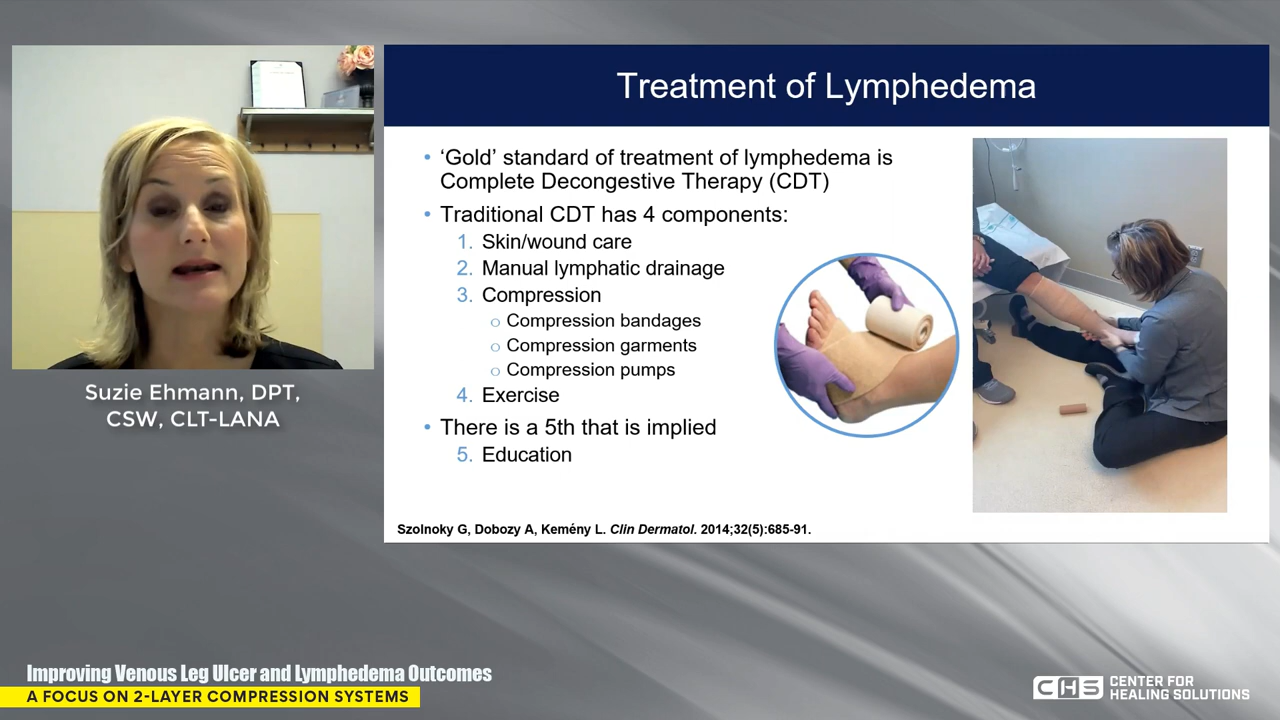 Treatment of Lymphedema
• ‘Gold’ standard of treatment of lymphedema is
Complete Decongestive Therapy (CDT)
• Traditional CDT has 4 components:
1. Skin/wound care
2. Manual lymphatic drainage
3. Compression
o Compression bandages
o Compression garments
o Compression pumps
4. Exercise
• There is a 5th that is implied
5. Education
Szolnoky G, Dobozy A, Kemény L. Clin Dermatol. 2014;32(5):685-91.
Suzie Ehmann, DPT,
CSW, CLT-LANA
Improving Venous Leg Ulcer and Lymphedema Outcomes
A FOCUS ON 2-LAYER COMPRESSION SYSTEMS
CHS CENTER FOR
HEALING SOLUTIONS